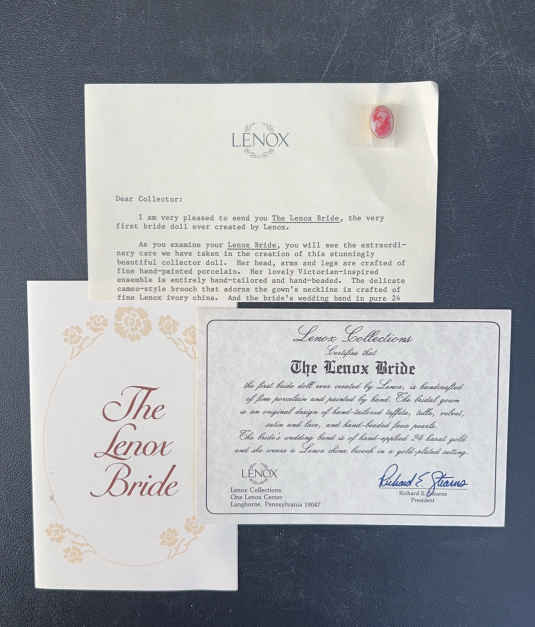 LENOX
Dear Collector:
I am very pleased to send you The Lenox Bride, the very
first bride doll ever created by Lenox.
As you examine your Lenox Bride, you will see the extraordi-
nary care we have taken in the creation of this stunningly
beautiful collector doll. Her head, arms and legs are crafted of
fine hand-painted porcelain. Her lovely Victorian-inspired
ensemble is entirely hand-tailored and hand-beaded. The delicate
cameo-style brooch that adorns the gown's neckline is crafted of
fine Lenox ivory china. And the bride's wedding band in pure 24
The
Lenox
Bride
Lenox Collections
Certifies that
The Lenox Bride
the first bride doll ever created by Lenox, is handcrafted
of fine porcelain and painted by hand. The bridal gown
is an original design of hand-tailored taffeta, tulle, velvet,
satin and lace, and hand-beaded faux pearls.
The bride's wedding band is of hand-applied 24 karat gold
and she wears a Lenox china brooch in a gold-plated setting.
LENOX
Lenox Collections
One Lenox Center
Langhorne, Pennsylvania 19047
Richard E. Stearns
Richard E. Stearns
President